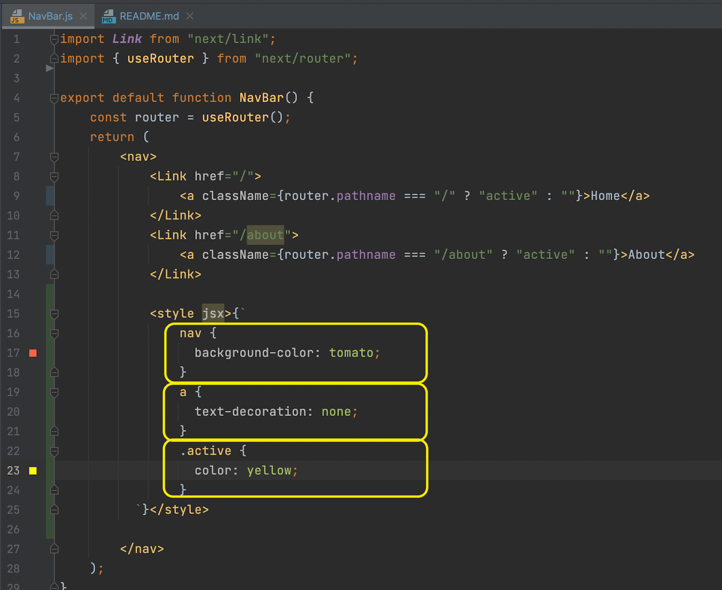 NavBar.js README.md
1 import Link from "next/link";
2 import { useRouter } from "next/router";
3
4 export default function NavBar() {
5 const router = useRouter();
6 return (
7 <nav>
8 <Link href="/">
9 <a className={router.pathname === "/" ? "active" : ""}>Home</a>
10 </Link>
11 <Link href="/about">
12 <a className={router.pathname === "/about" ? "active" : ""}>About</a>
13 </Link>
14
15 <style jsx>{`
16 nav {
17 background-color: tomato;
18 }
19 a {
20 text-decoration: none;
21 }
22 .active {
23 color: yellow;
24 }
25 `}</style>
26
27 </nav>
28 );
29 }